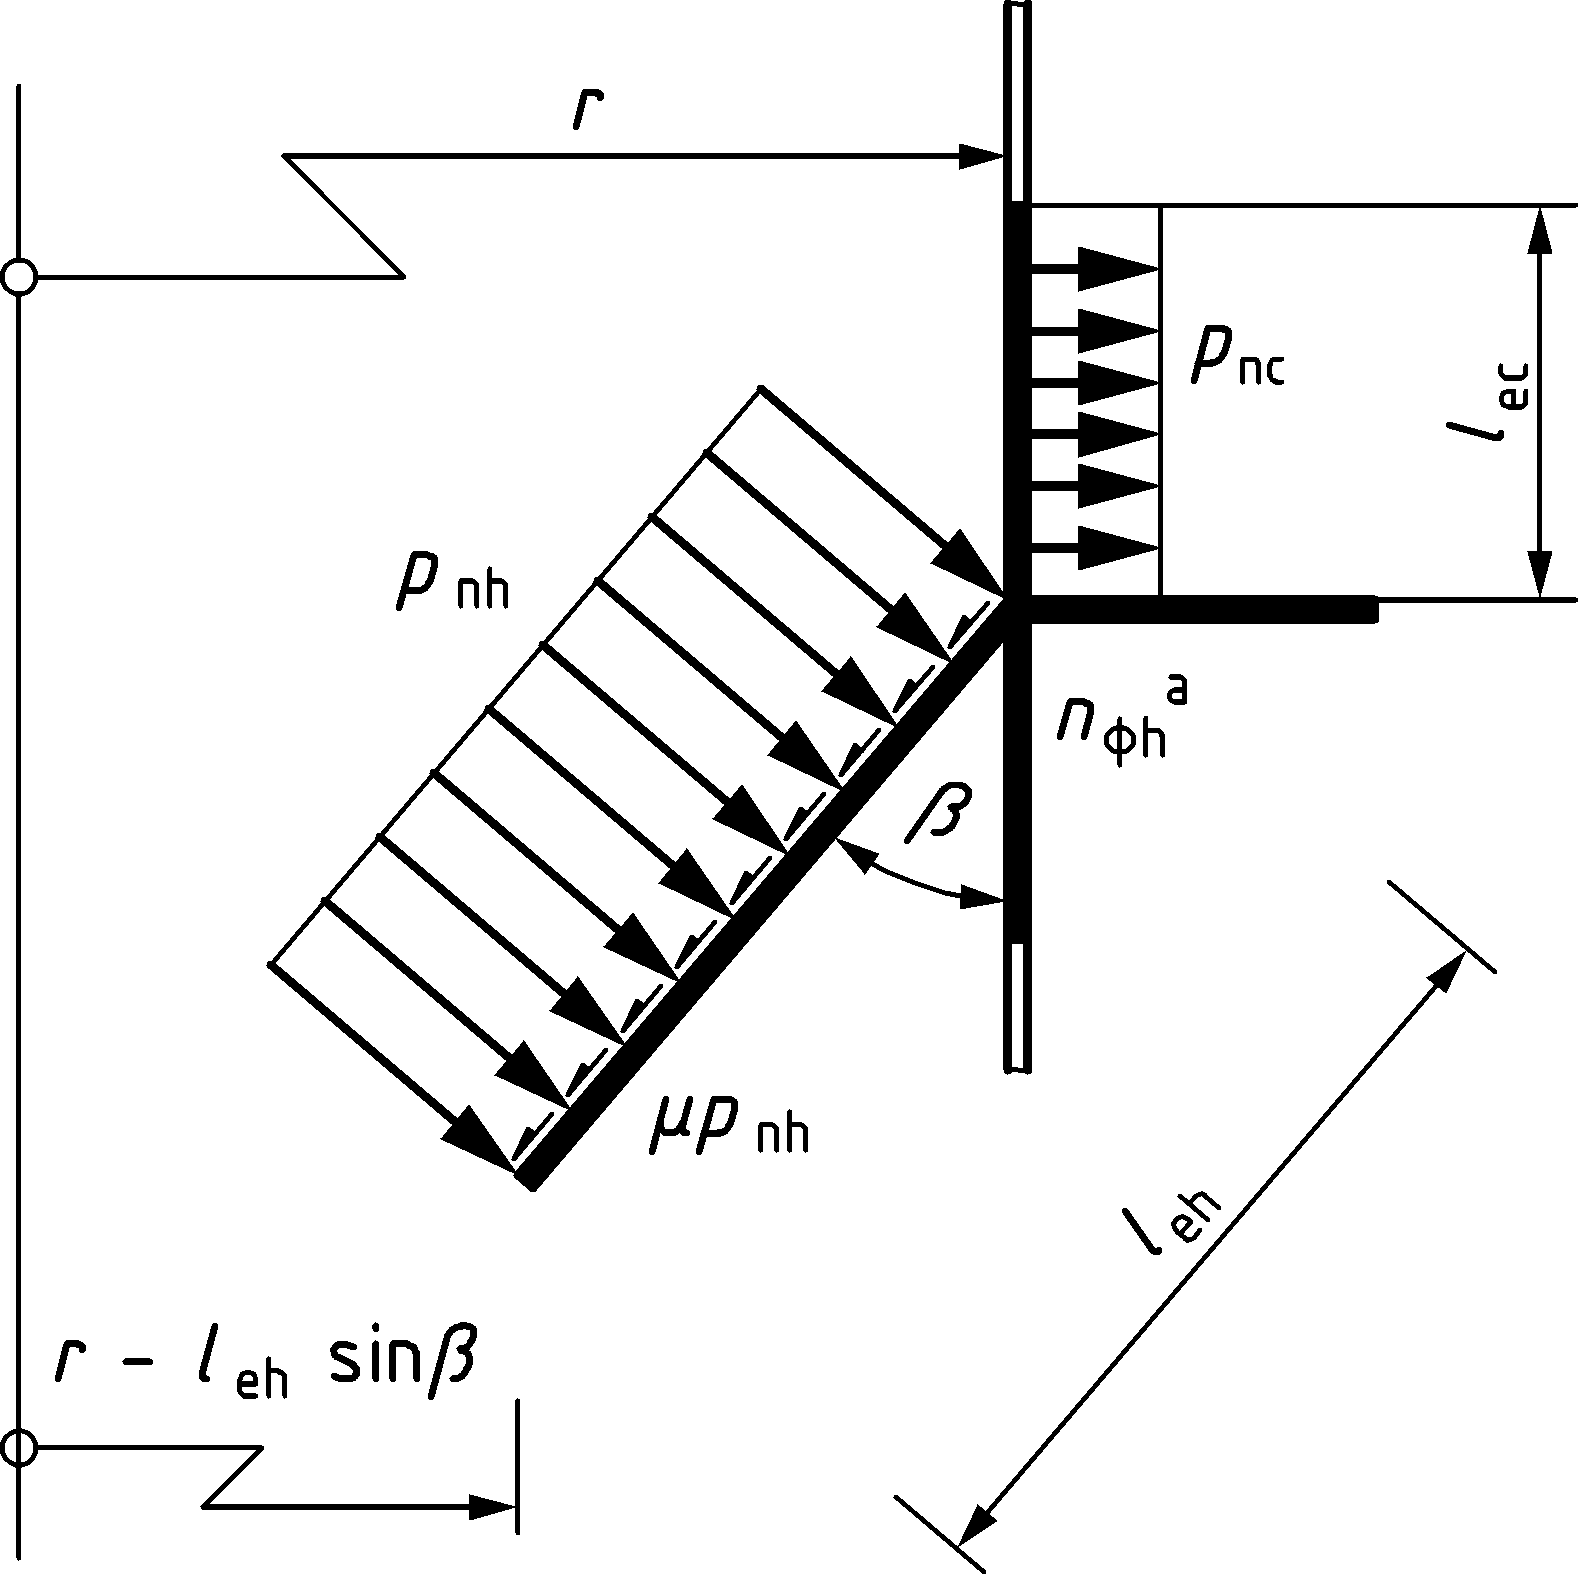 r
p nc
l ec
p nh
n ϕh a
β
μp nh
l eh
r - l eh sinβ